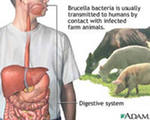 Brucella bacteria is usually
transmitted to humans by
contact with infected
farm animals.
Digestive system
ADAM.